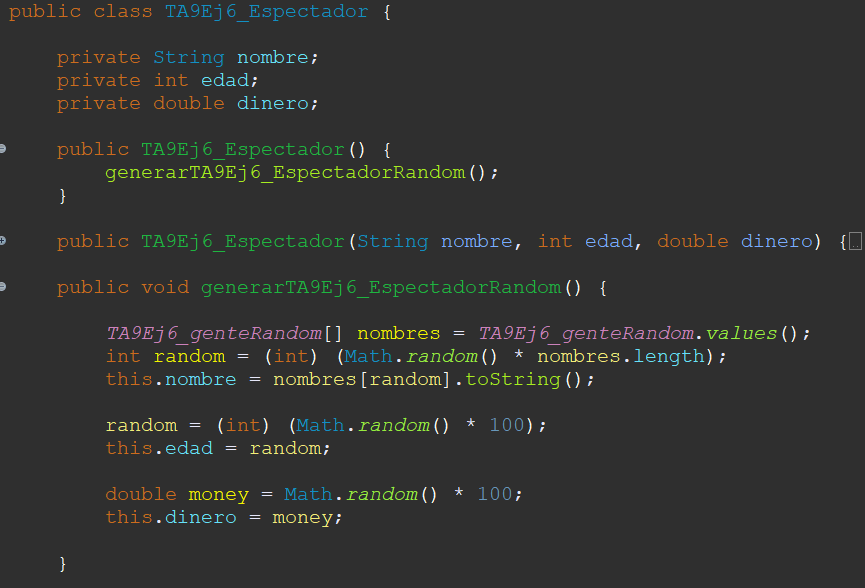 public class TA9Ej6_Espectador {
private String nombre;
private int edad;
private double dinero;
public TA9Ej6_Espectador() {
generarTA9Ej6_EspectadorRandom();
}
public TA9Ej6_Espectador(String nombre, int edad, double dinero) {
public void generarTA9Ej6_EspectadorRandom() {
TA9Ej6_genteRandom[] nombres = TA9Ej6_genteRandom.values();
int random = (int) (Math.random() * nombres.length);
this.nombre = nombres[random].toString();
random = (int) (Math.random() * 100);
this.edad = random;
double money = Math.random() * 100;
this.dinero = money;
}